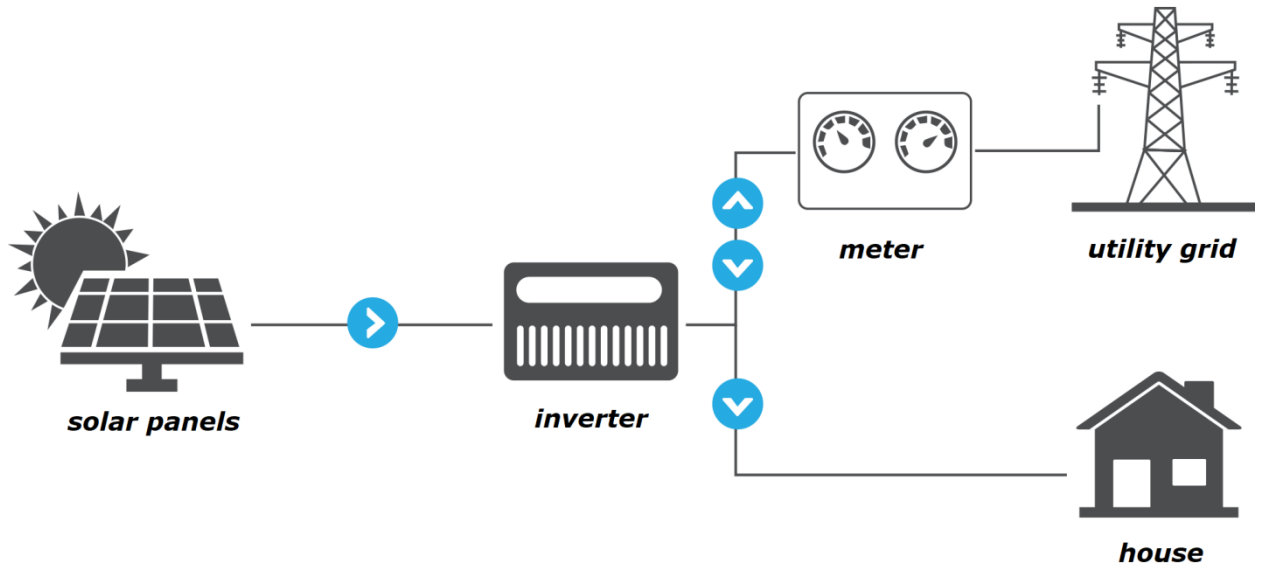 meter
utility grid
solar panels
inverter
house